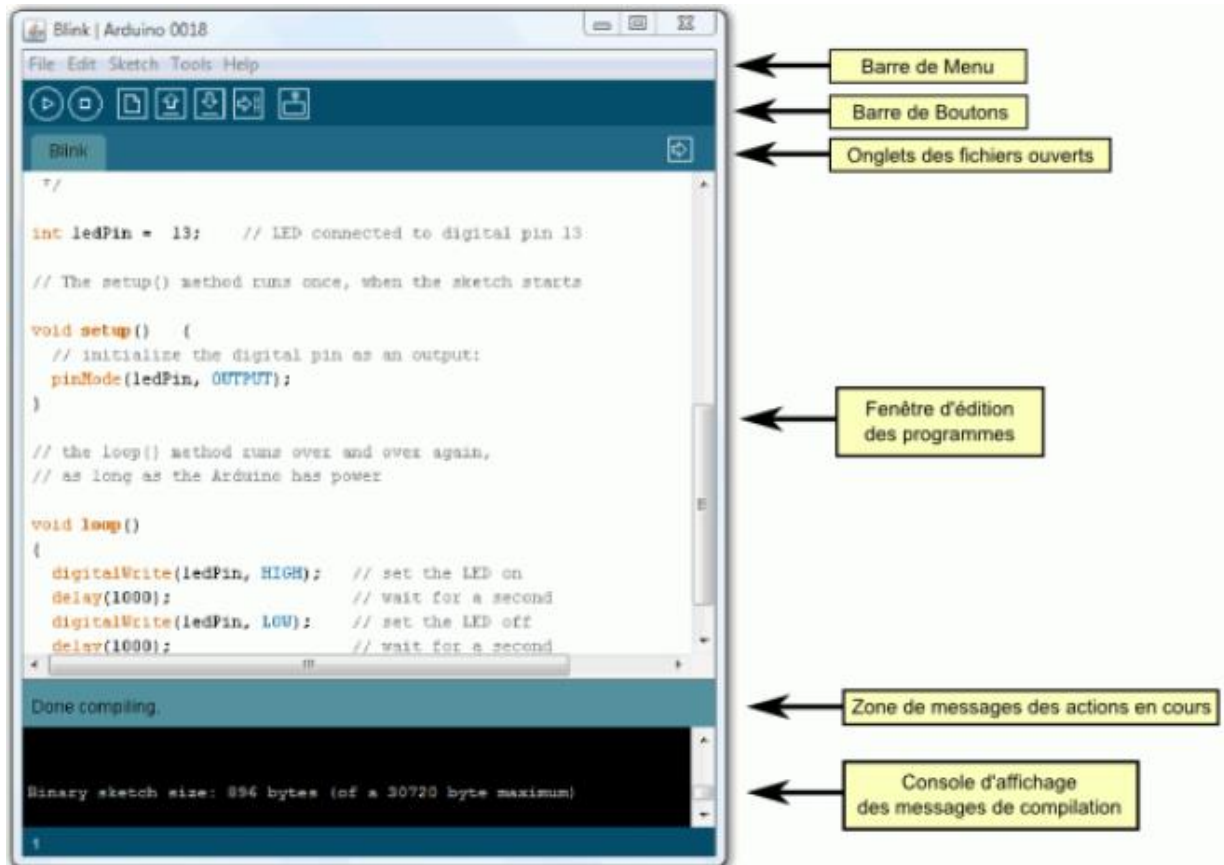 Blink | Arduino 0018
File Edit Sketch Tools Help
Barre de Menu
Barre de Boutons
Blink
Onglets des fichiers ouverts
*/
int ledPin = 13; // LED connected to digital pin 13
// The setup() method runs once, when the sketch starts
void setup() {
// initialize the digital pin as an output:
pinMode(ledPin, OUTPUT);
}
Fenêtre d'édition
des programmes
// the loop() method runs over and over again,
// as long as the Arduino has power
void loop()
{
digitalWrite(ledPin, HIGH); // set the LED on
delay(1000); // wait for a second
digitalWrite(ledPin, LOW); // set the LED off
delay(1000); // wait for a second
Done compiling.
Zone de messages des actions en cours
Binary sketch size: 896 bytes (of a 30720 byte maximum)
Console d'affichage
des messages de compilation
1